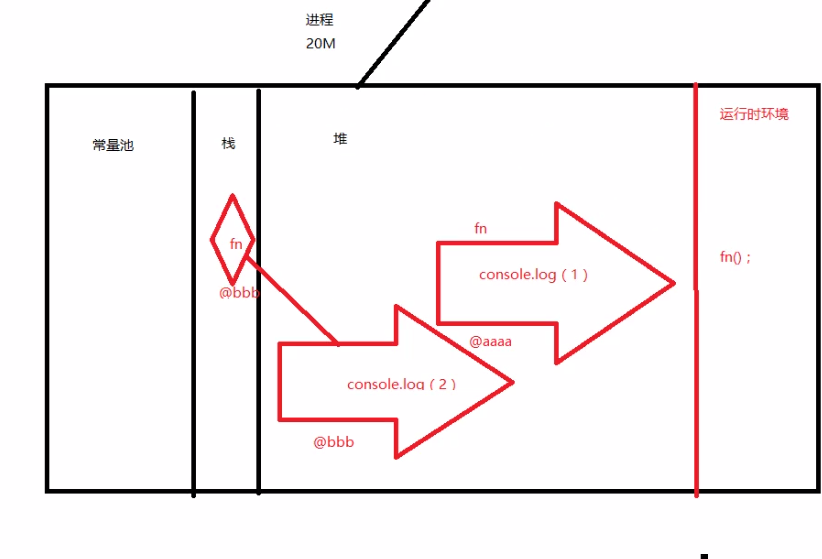 进程
20M
运行时环境
常量池
栈
堆
fn
fn
fn()；
console.log（1）
@bbb
@aaaa
console.log（2）
@bbb